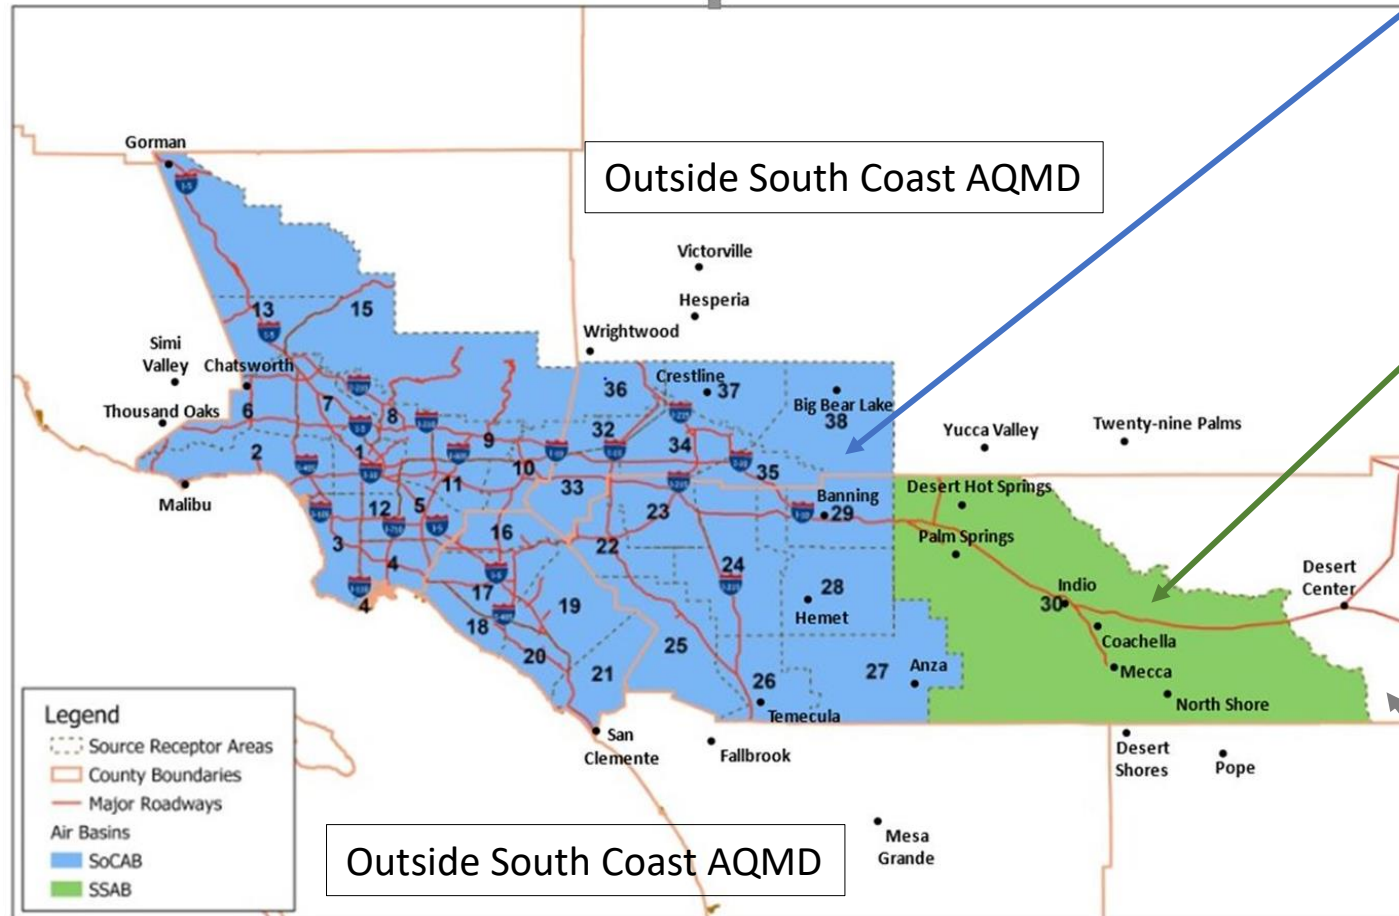 Gorman
Outside South Coast AQMD
I-5
Victorville
Hesperia
Wrightwood
13
15
I-5
Simi
Valley
Chatsworth
Thousand Oaks
36
Crestline
37
Big Bear Lake
38
6
7
8
9
32
34
35
Yucca Valley
Twenty-nine Palms
2
1
10
11
33
Malibu
12
5
I-5
23
Banning
29
Desert Hot Springs
Palm Springs
3
4
16
22
24
28
Hemet
Indio
30
Desert
Center
4
17
18
19
20
21
25
26
27
Anza
Coachella
Mecca
North Shore
Temecula
San
Clemente
Fallbrook
Desert
Shores
Pope
Mesa
Grande
Legend
Source Receptor Areas
County Boundaries
Major Roadways
Air Basins
SoCAB
SSAB
Outside South Coast AQMD